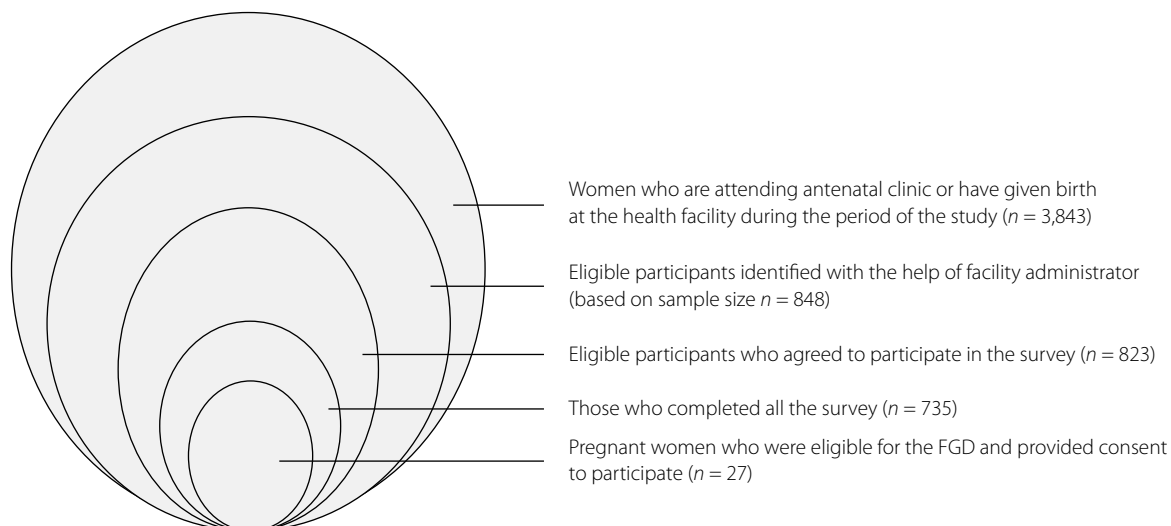 Women who are attending antenatal clinic or have given birth
at the health facility during the period of the study (n = 3,843)
Eligible participants identified with the help of facility administrator
(based on sample size n = 848)
Eligible participants who agreed to participate in the survey (n = 823)
Those who completed all the survey (n = 735)
Pregnant women who were eligible for the FGD and provided consent
to participate (n = 27)